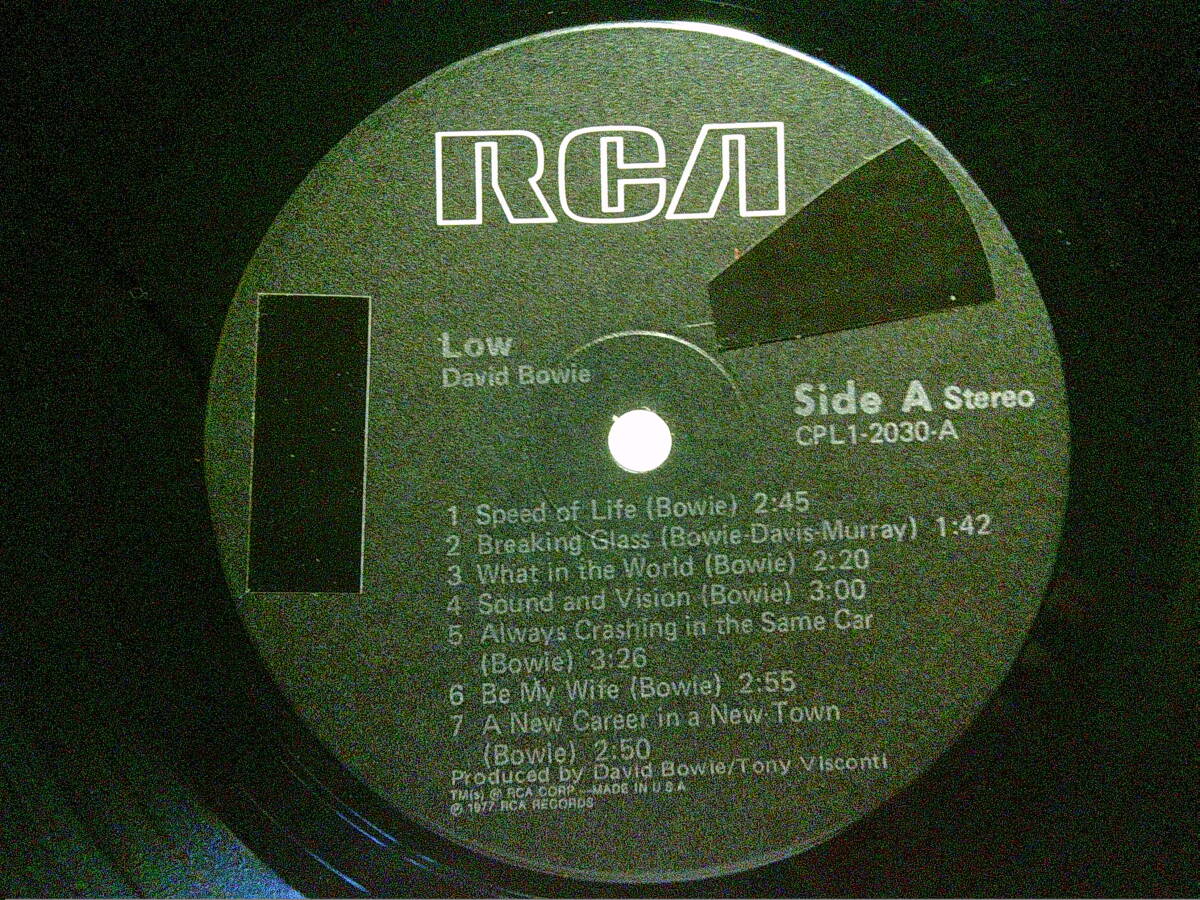 RCA
Low
David Bowie
Side A Stereo
CPL1-2030-A
1 Speed of Life (Bowie) 2:45
2 Breaking Glass (Bowie-Davis-Murray) 1:42
3 What in the World (Bowie) 2:20
4 Sound and Vision (Bowie) 3:00
5 Always Crashing in the Same Car
(Bowie) 3:26
6 Be My Wife (Bowie) 2:55
7 A New Career in a New Town
(Bowie) 2:50
Produced by David Bowie/Tony Visconti
TM(s) ® RCA CORP.—MADE IN U.S.A.
℗ 1977 RCA RECORDS